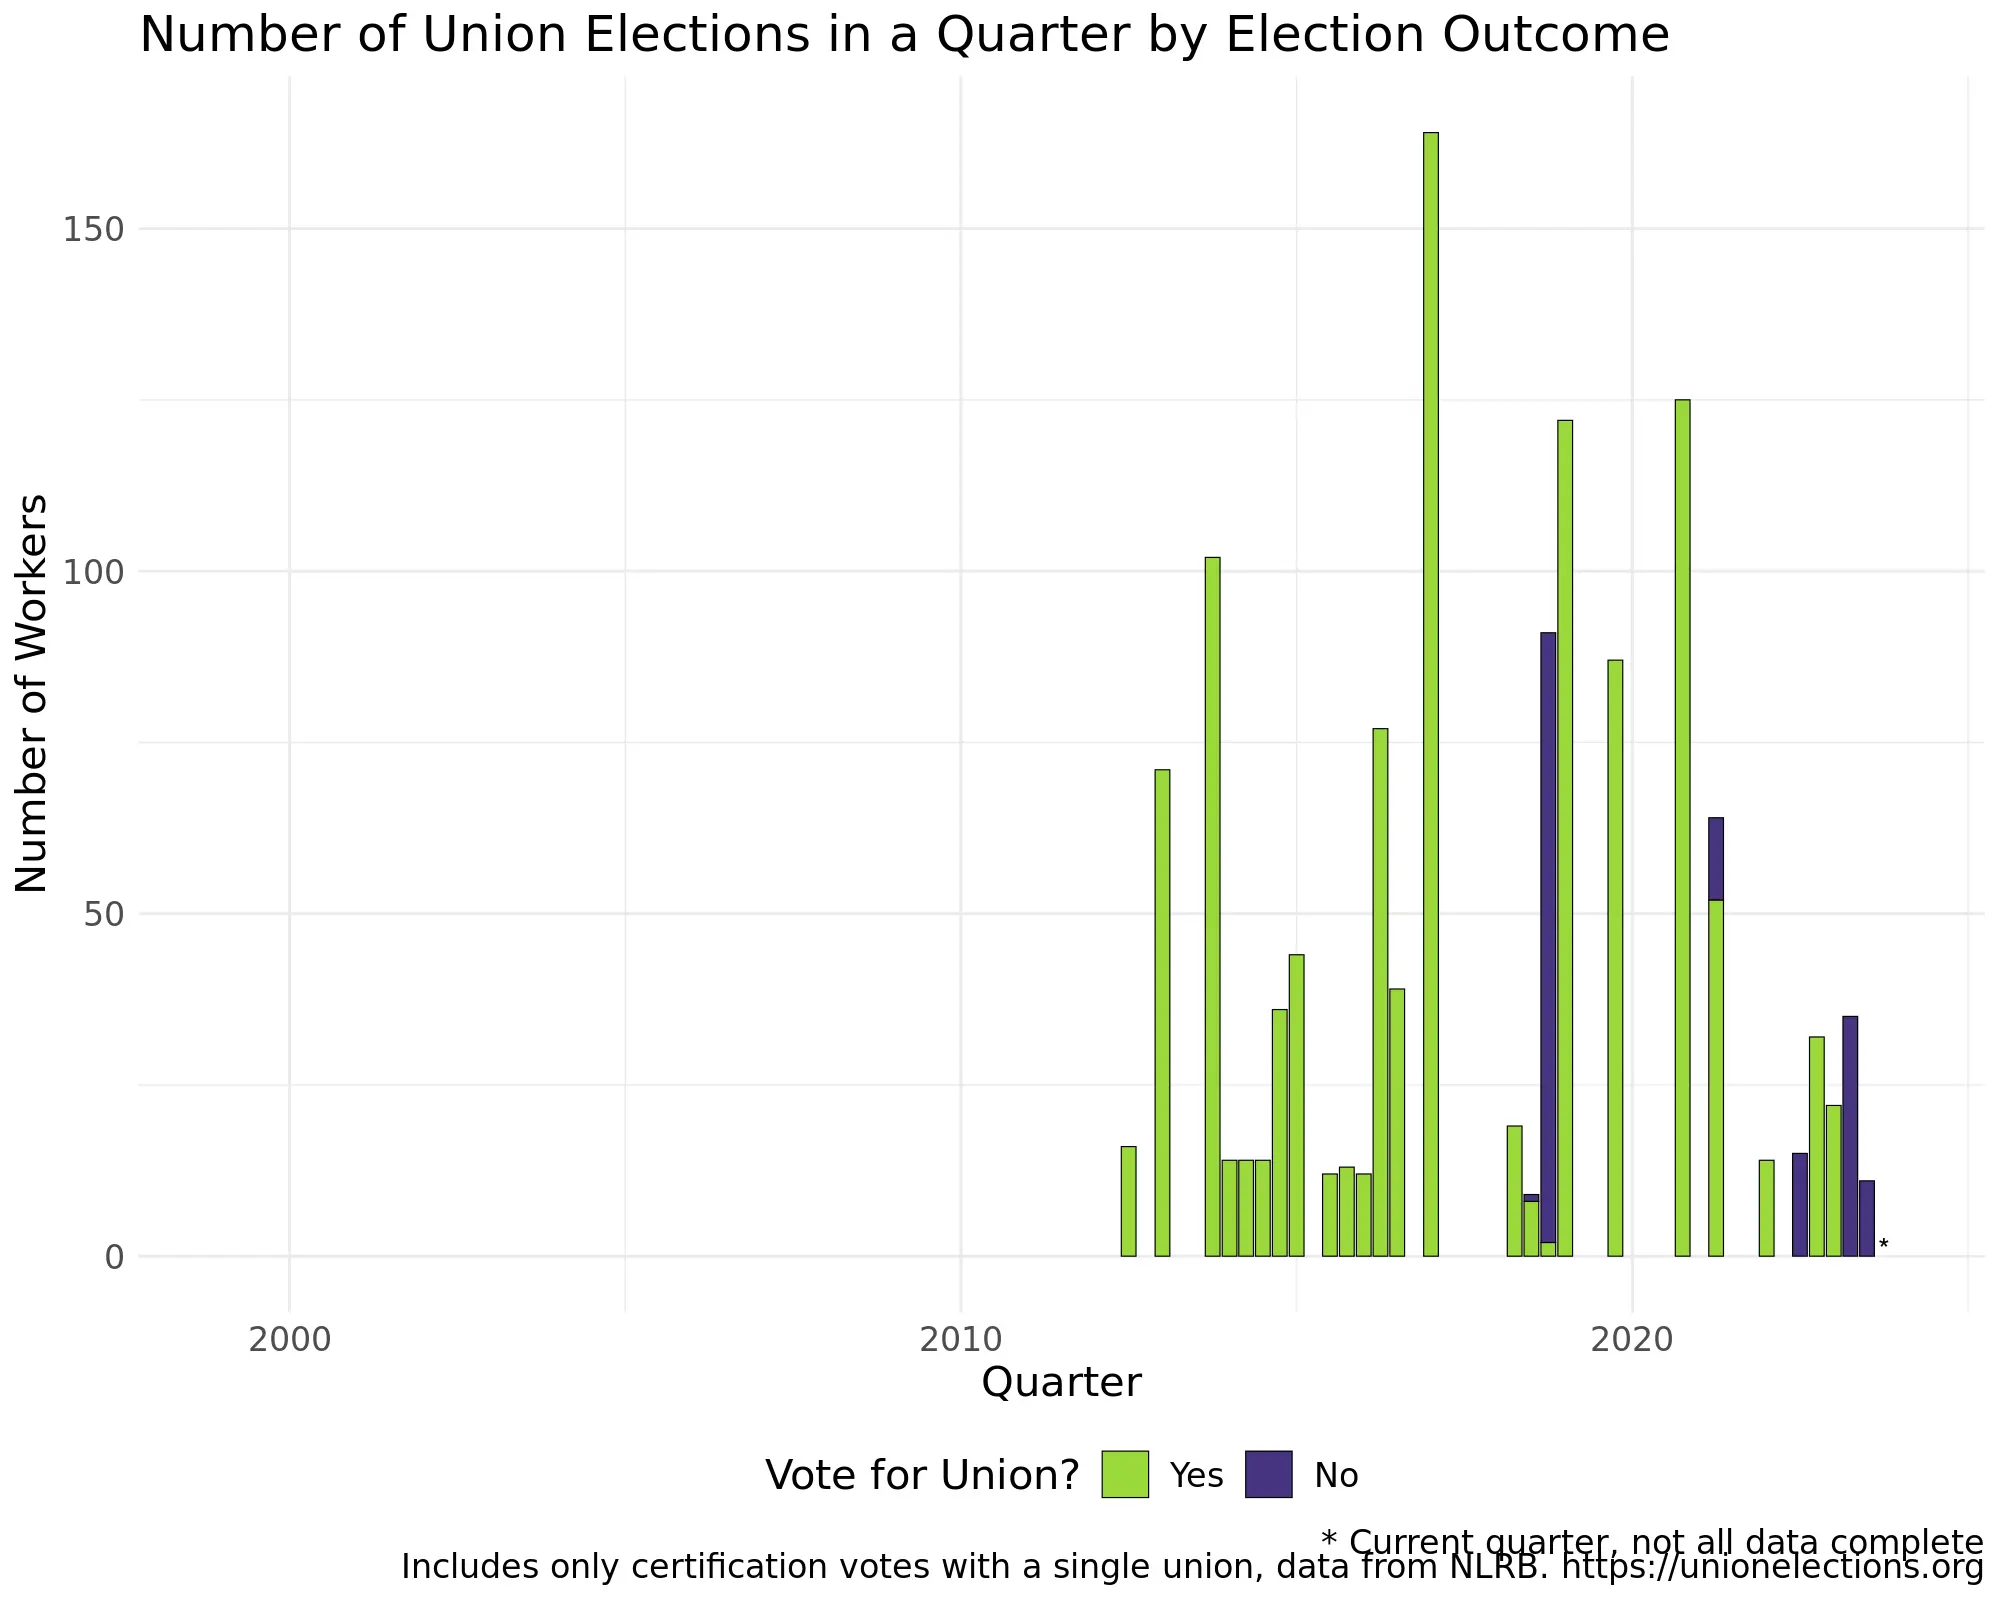 Number of Union Elections in a Quarter by Election Outcome
Number of Workers
150
100
50
0
*
2000
2010
2020
Quarter
Vote for Union?
Yes
No
* Current quarter, not all data complete
Includes only certification votes with a single union, data from NLRB. https://unionelections.org